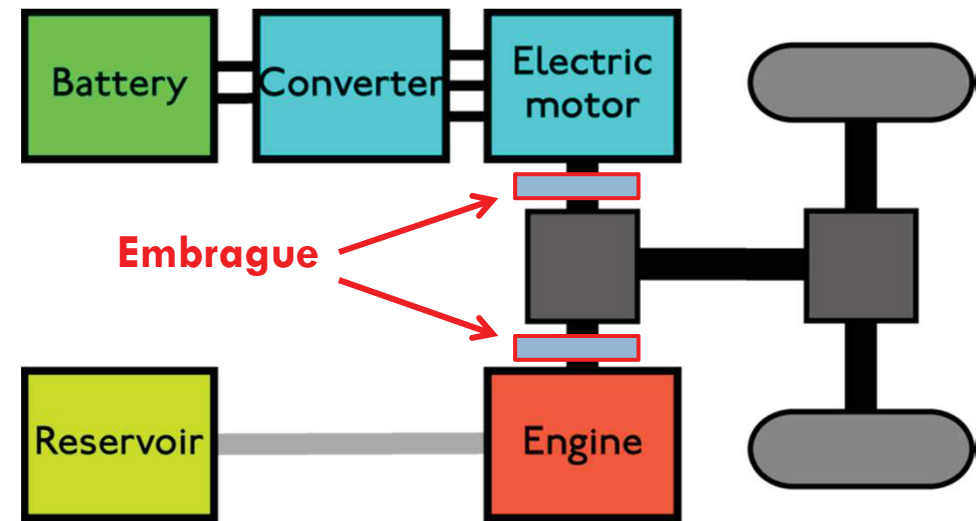 Battery
Converter
Electric
motor
Embrague
Reservoir
Engine